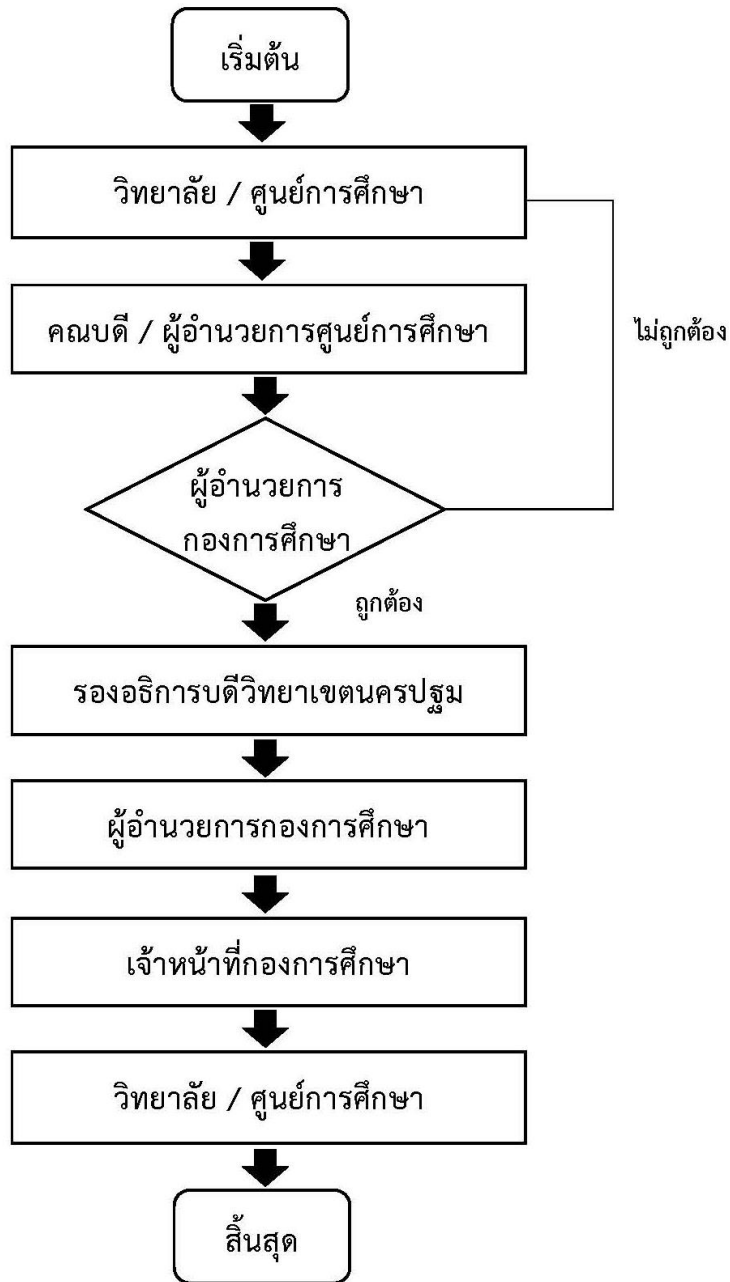 เริ่มต้น
วิทยาลัย / ศูนย์การศึกษา
คณบดี / ผู้อำนวยการศูนย์การศึกษา
ไม่ถูกต้อง
ผู้อำนวยการ
กองการศึกษา
ถูกต้อง
รองอธิการบดีวิทยาเขตนครปฐม
ผู้อำนวยการกองการศึกษา
เจ้าหน้าที่กองการศึกษา
วิทยาลัย / ศูนย์การศึกษา
สิ้นสุด